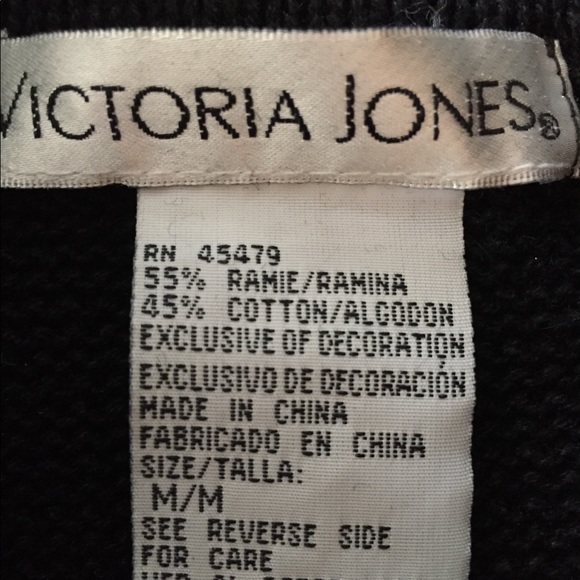 VICTORIA JONES®
RN 45479
55% RAMIE/RAMINA
45% COTTON/ALGODON
EXCLUSIVE OF DECORATION
EXCLUSIVO DE DECORACIÓN
MADE IN CHINA
FABRICADO EN CHINA
SIZE/TALLA:
M/M
SEE REVERSE SIDE
FOR CARE